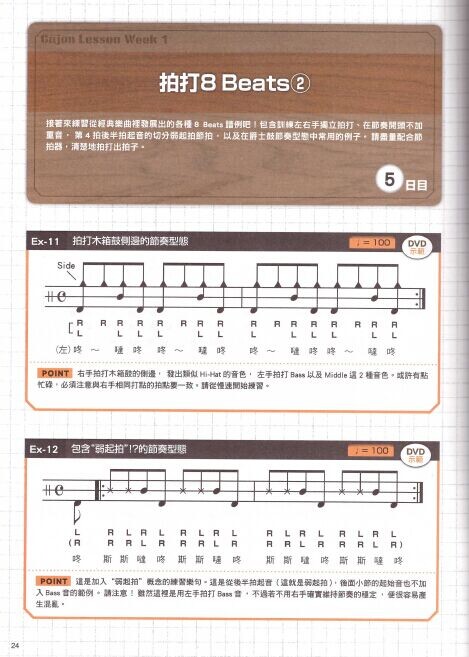 Cajon Lesson Week 1
拍打8 Beats②
接著來練習從經典樂曲裡發展出的各種 8 Beats 譜例吧！包含訓練左右手獨立拍打、在節奏開頭不加
重音，第 4 拍後半拍起音的切分弱起拍節拍，以及在爵士鼓節奏型態中常用的例子。請盡量配合節
拍器，清楚地拍打出拍子。
5 日目
Ex-11 拍打木箱鼓側邊的節奏型態 ♩= 100 DVD 示範
Side
R R R R R R R R R R R R R R R R
L L L L L L L L
(左) 咚 ～ 噠 咚 咚 ～ 噠 咚 咚 ～ 噠 咚 咚 ～ 噠 咚
POINT 右手拍打木箱鼓的側邊，發出類似 Hi-Hat 的音色，左手拍打 Bass 以及 Middle 這 2 種音色。或許有點
忙碌，必須注意與右手相同打點的拍點要一致。請從慢速開始練習。
Ex-12 包含“弱起拍”!?的節奏型態 ♩= 100 DVD 示範
L R R L L R R L L R R L L R R L L
(R L L R R L L R R L L R R L L R R)
咚 斯 斯 噠 咚 斯 斯 噠 咚 斯 斯 噠 咚 斯 斯 噠 咚
POINT 這是加入“弱起拍”概念的練習樂句。這是從後半拍起音（這就是弱起拍），後面小節的起始音也不加
入 Bass 音的範例。請注意！雖然這裡是用左手拍打 Bass 音，不過若不用右手確實維持節奏的穩定，便很容易產
生混亂。
24